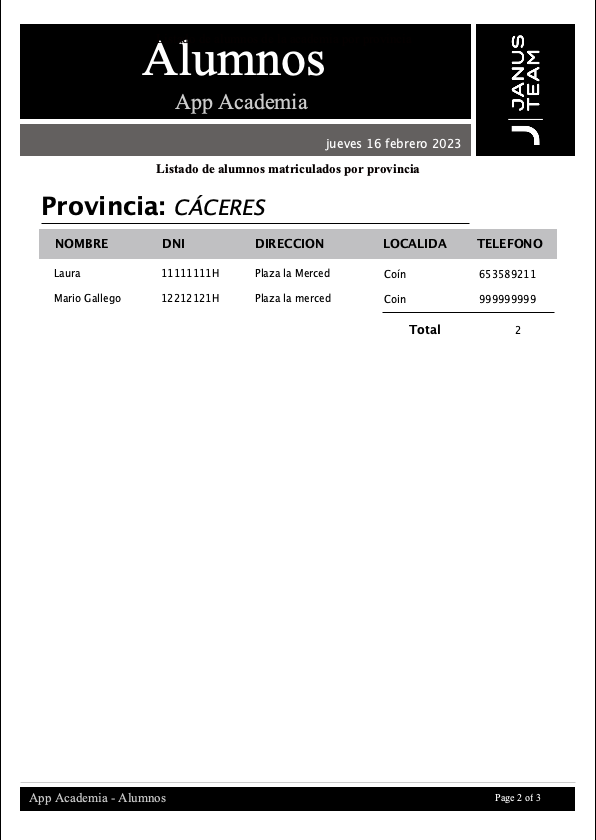 Alumnos
App Academia
JANUS
TEAM
jueves 16 febrero 2023
Listado de alumnos matriculados por provincia
Provincia: CÁCERES
NOMBRE DNI DIRECCION LOCALIDA TELEFONO
Laura 11111111H Plaza la Merced Coín 653589211
Mario Gallego 12212121H Plaza la merced Coin 999999999
Total 2
App Academia - Alumnos Page 2 of 3